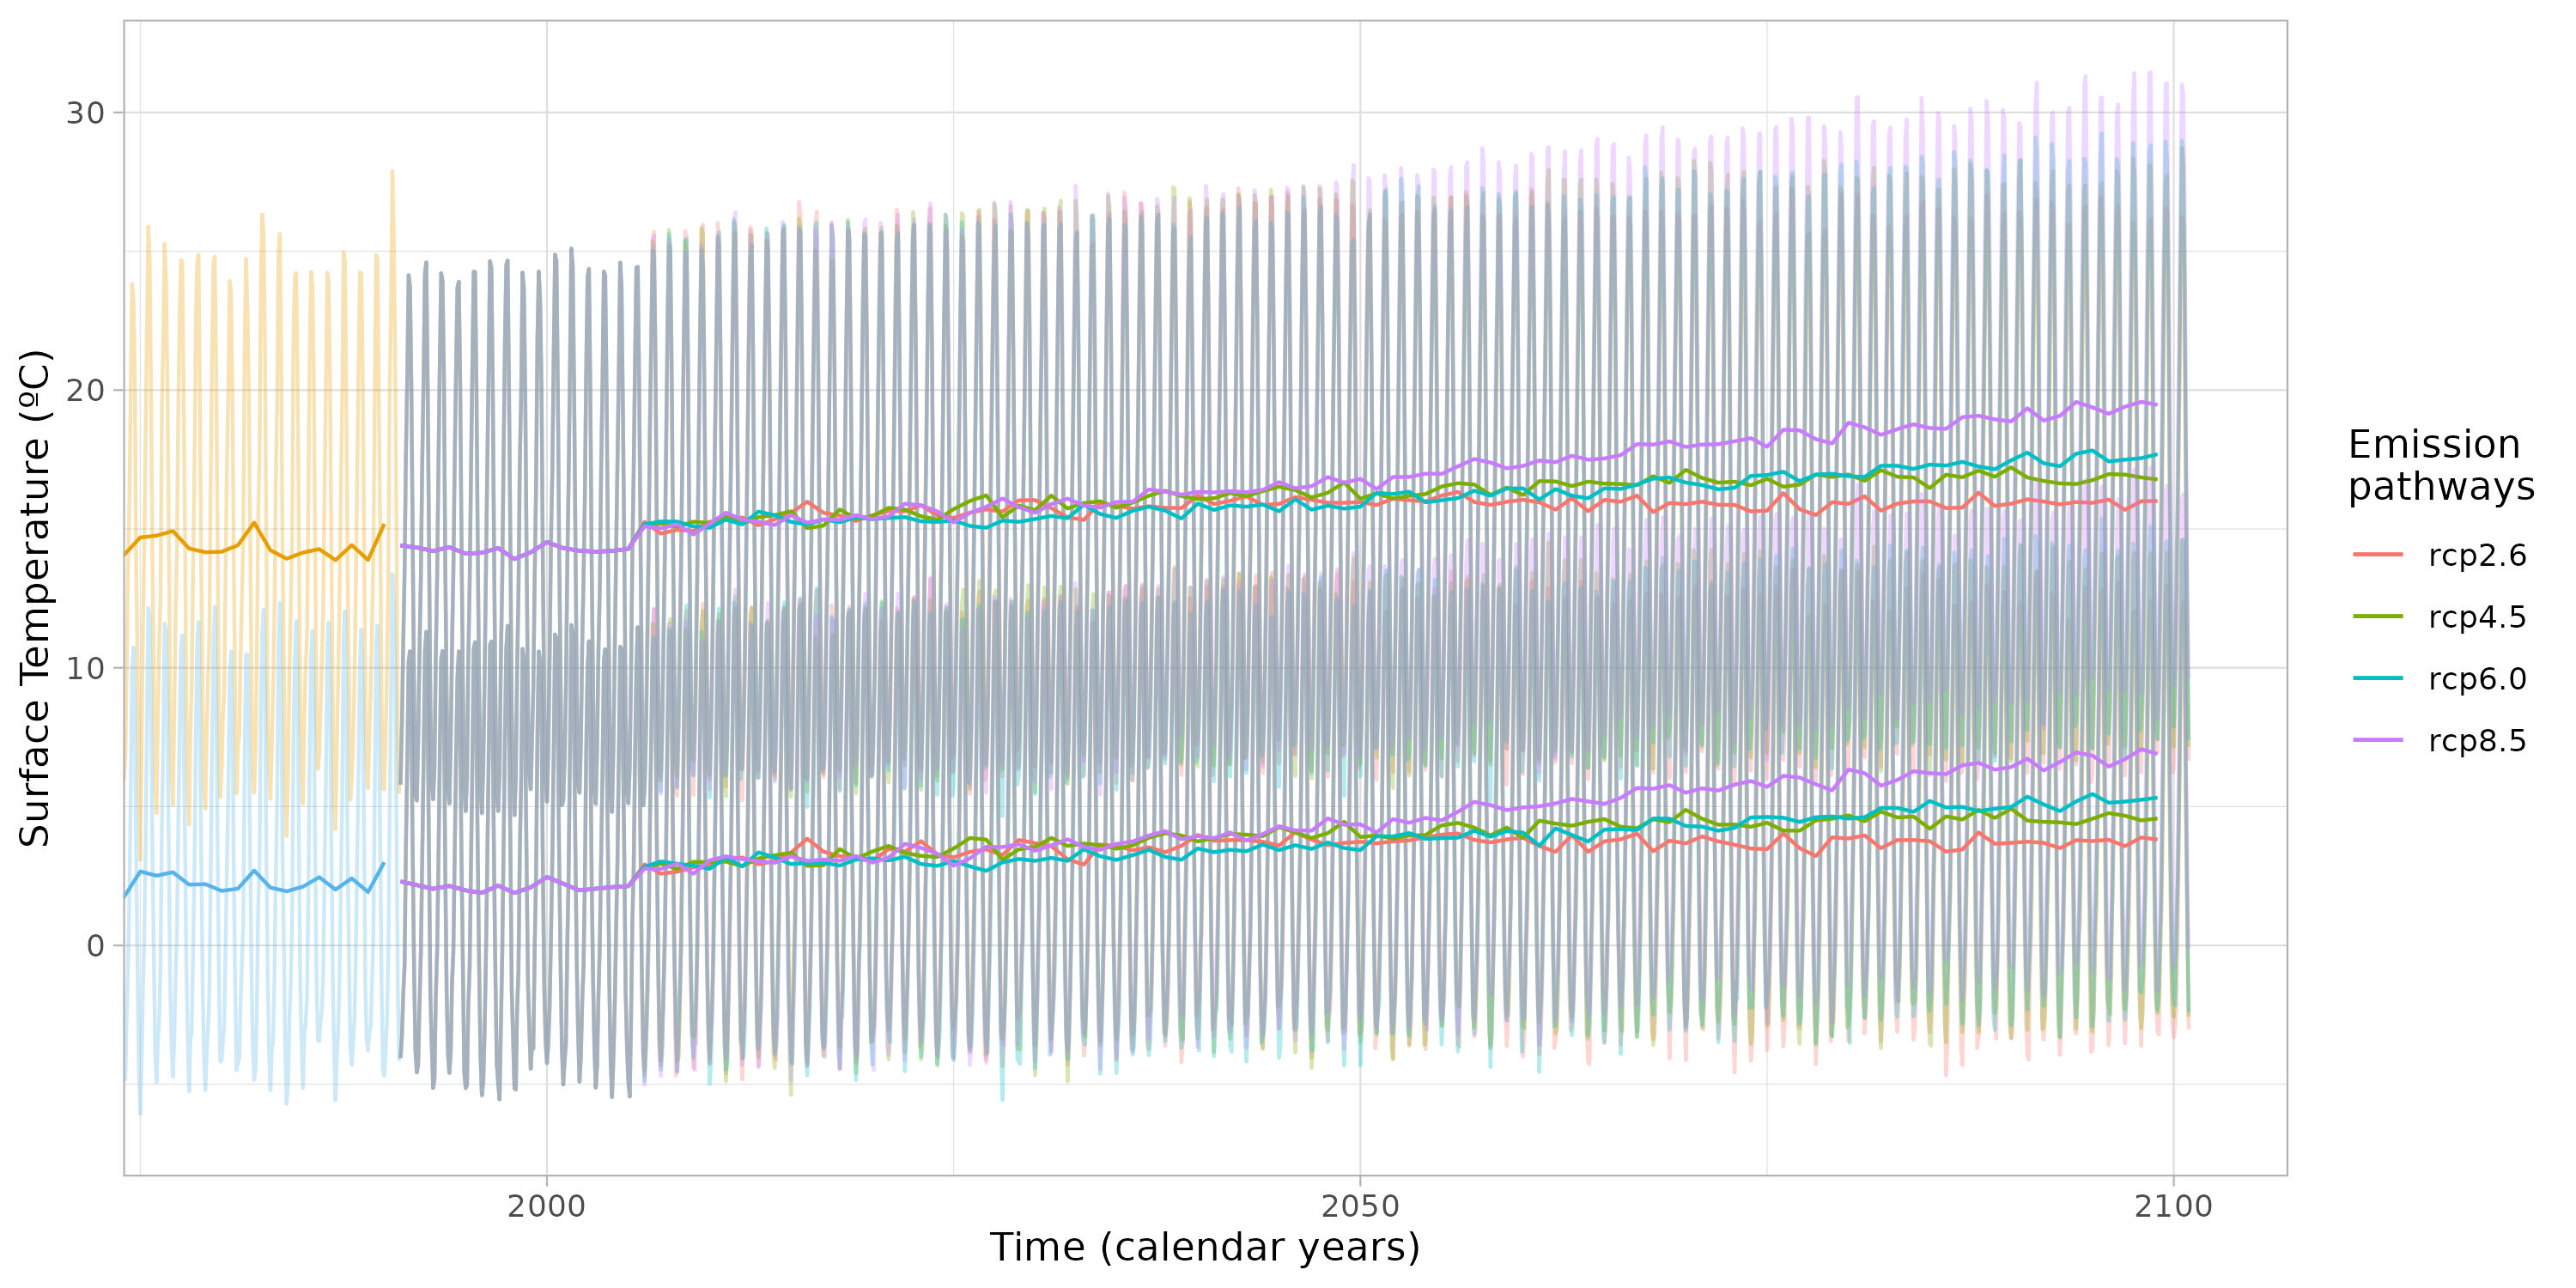 30
20
10
0
Surface Temperature (ºC)
2000
2050
2100
Time (calendar years)
Emission
pathways
rcp2.6
rcp4.5
rcp6.0
rcp8.5